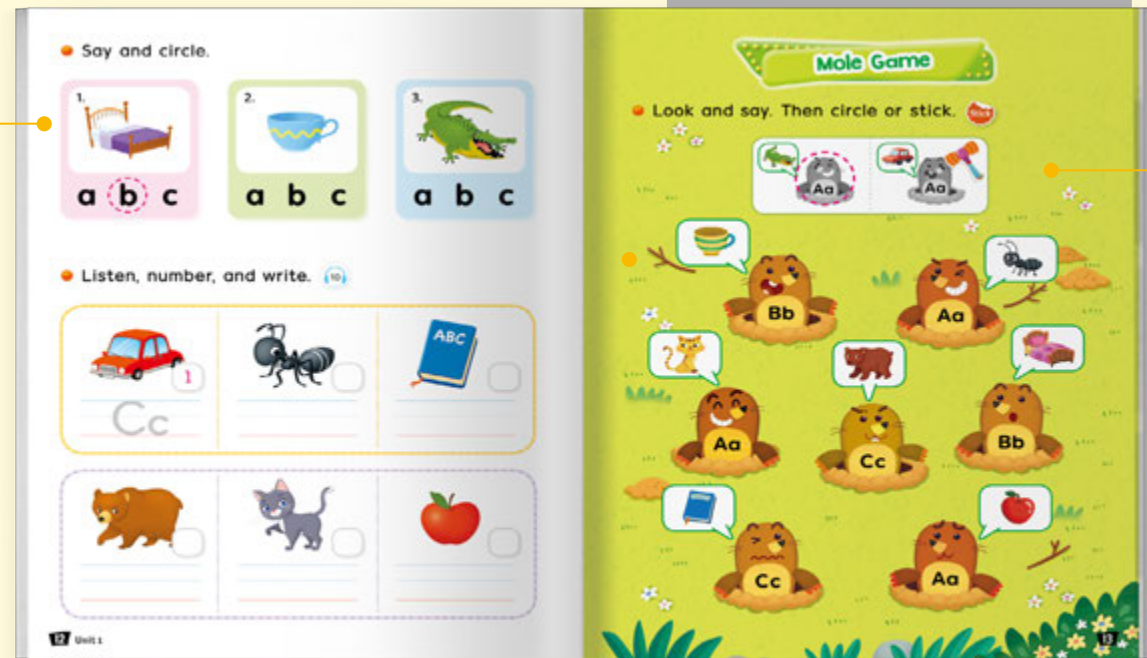 Say and circle.
1.
2.
3.
a b c
a b c
a b c
Listen, number, and write. 10
ABC
1
Cc
12 Unit 1
Mole Game
Look and say. Then circle or stick. Stick
Aa
Aa
Bb
Aa
Aa
Cc
Bb
Cc
Aa
13